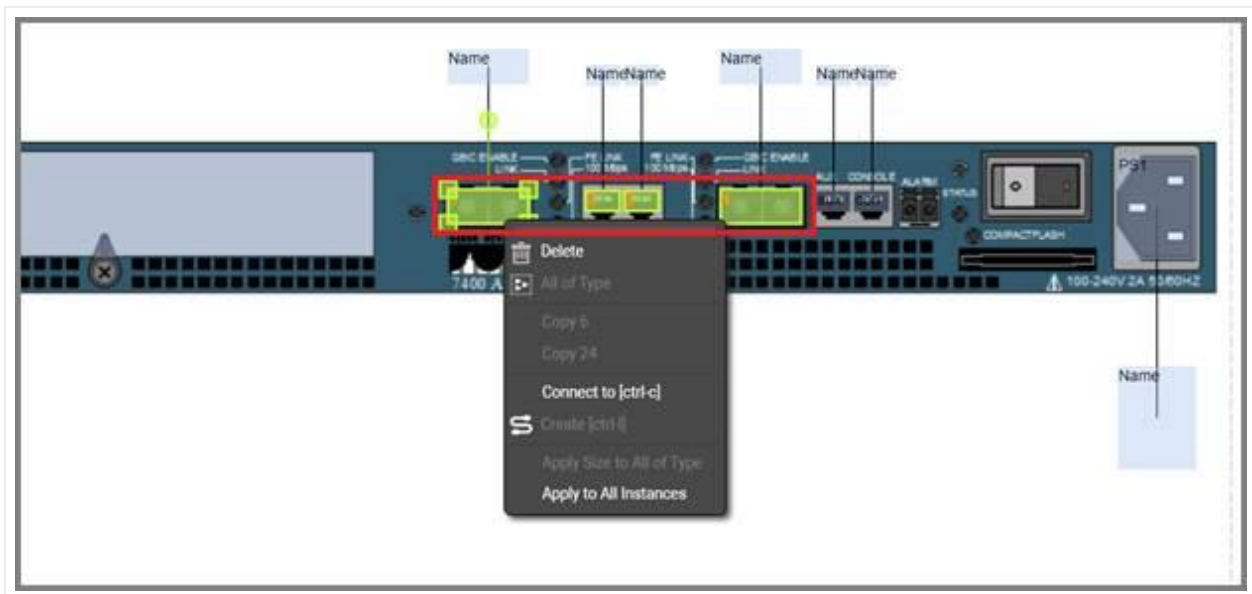 Name
NameName
Name
NameName
GBIC ENABLE
LINK
FE LINK
100 Mbps
FE LINK
100 Mbps
GBIC ENABLE
LINK
AUX
CONSOLE
ALARM
STATUS
PS1
COMPACTFLASH
7400 A
100-240V 2A 50/60HZ
Delete
All of Type
Copy 6
Copy 24
Connect to [ctrl-c]
Create [ctrl-l]
Apply Size to All of Type
Apply to All Instances
Name